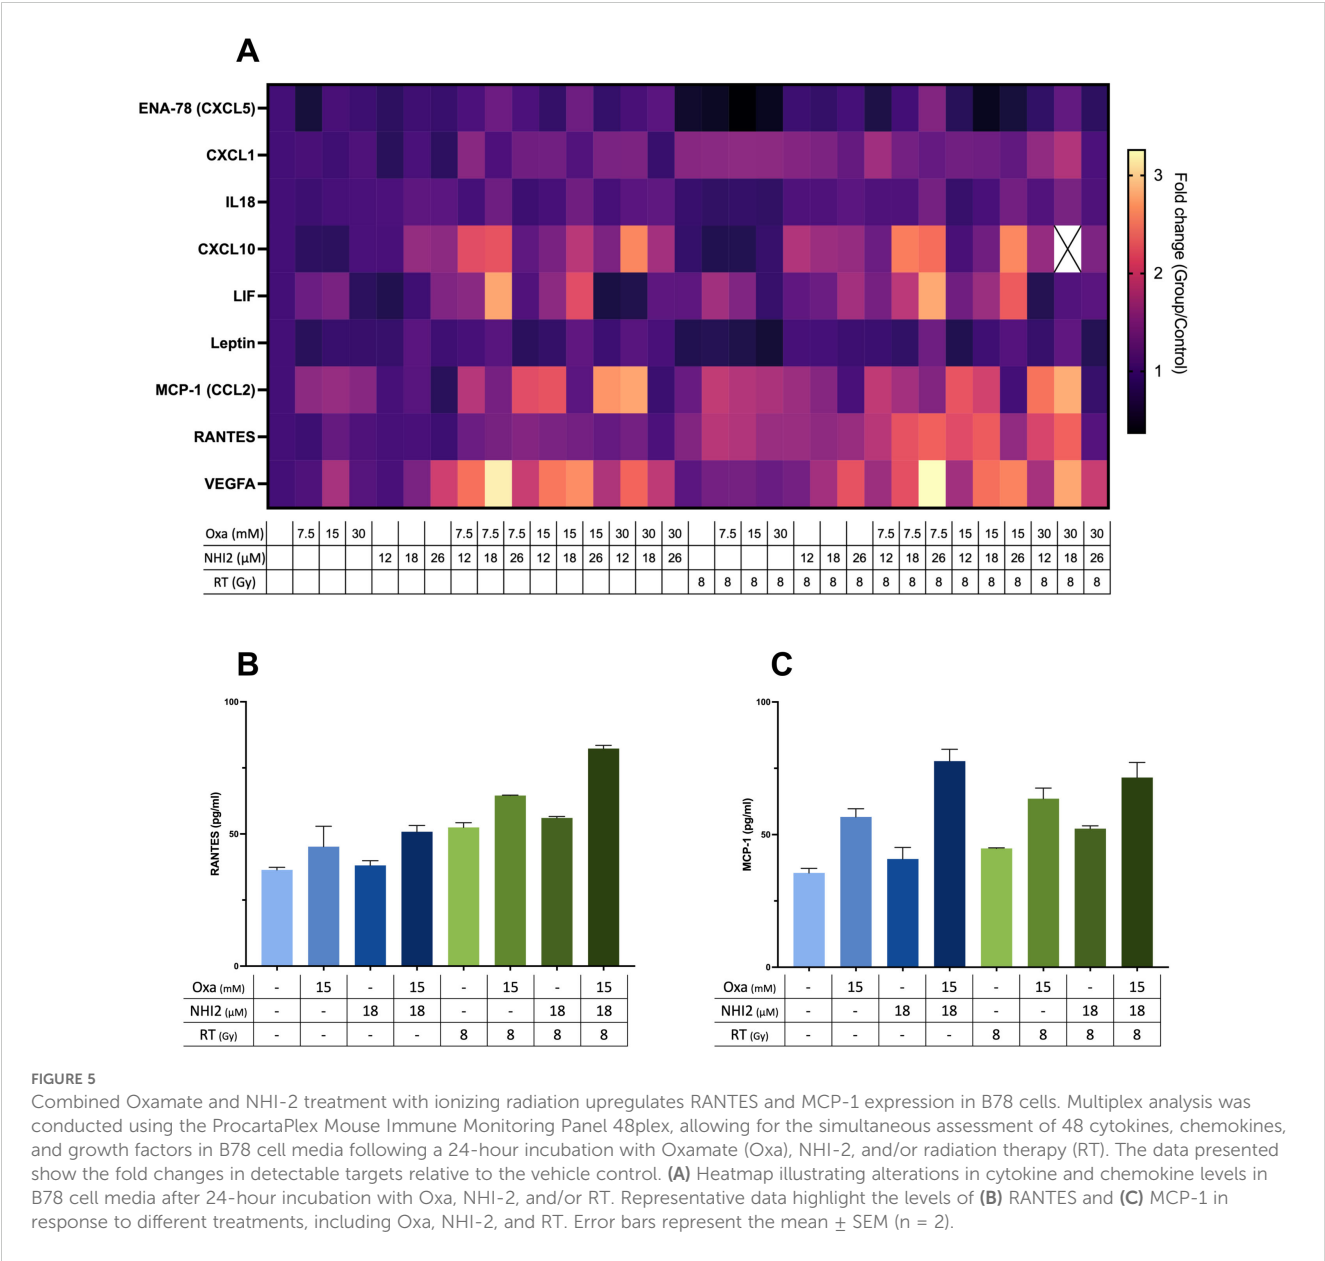 A
ENA-78 (CXCL5)
CXCL1
IL18
CXCL10
LIF
Leptin
MCP-1 (CCL2)
RANTES
VEGFA
3
2
1
Fold change (Group/Control)
Oxa (mM) 7.5 15 30 7.5 7.5 7.5 15 15 15 30 30 30 7.5 15 30 7.5 7.5 7.5 15 15 15 30 30 30
NHI2 (μM) 12 18 26 12 18 26 12 18 26 12 18 26 12 18 26 12 18 26 12 18 26 12 18 26
RT (Gy) 8 8 8 8 8 8 8 8 8 8 8 8 8 8 8 8
B
100
50
0
RANTES (pg/ml)
Oxa (mM) - 15 - 15 - 15 - 15
NHI2 (μM) - - 18 18 - - 18 18
RT (Gy) - - - - 8 8 8 8
C
100
50
0
MCP-1 (pg/ml)
Oxa (mM) - 15 - 15 - 15 - 15
NHI2 (μM) - - 18 18 - - 18 18
RT (Gy) - - - - 8 8 8 8
FIGURE 5
Combined Oxamate and NHI-2 treatment with ionizing radiation upregulates RANTES and MCP-1 expression in B78 cells. Multiplex analysis was
conducted using the ProcartaPlex Mouse Immune Monitoring Panel 48plex, allowing for the simultaneous assessment of 48 cytokines, chemokines,
and growth factors in B78 cell media following a 24-hour incubation with Oxamate (Oxa), NHI-2, and/or radiation therapy (RT). The data presented
show the fold changes in detectable targets relative to the vehicle control. (A) Heatmap illustrating alterations in cytokine and chemokine levels in
B78 cell media after 24-hour incubation with Oxa, NHI-2, and/or RT. Representative data highlight the levels of (B) RANTES and (C) MCP-1 in
response to different treatments, including Oxa, NHI-2, and RT. Error bars represent the mean ± SEM (n = 2).